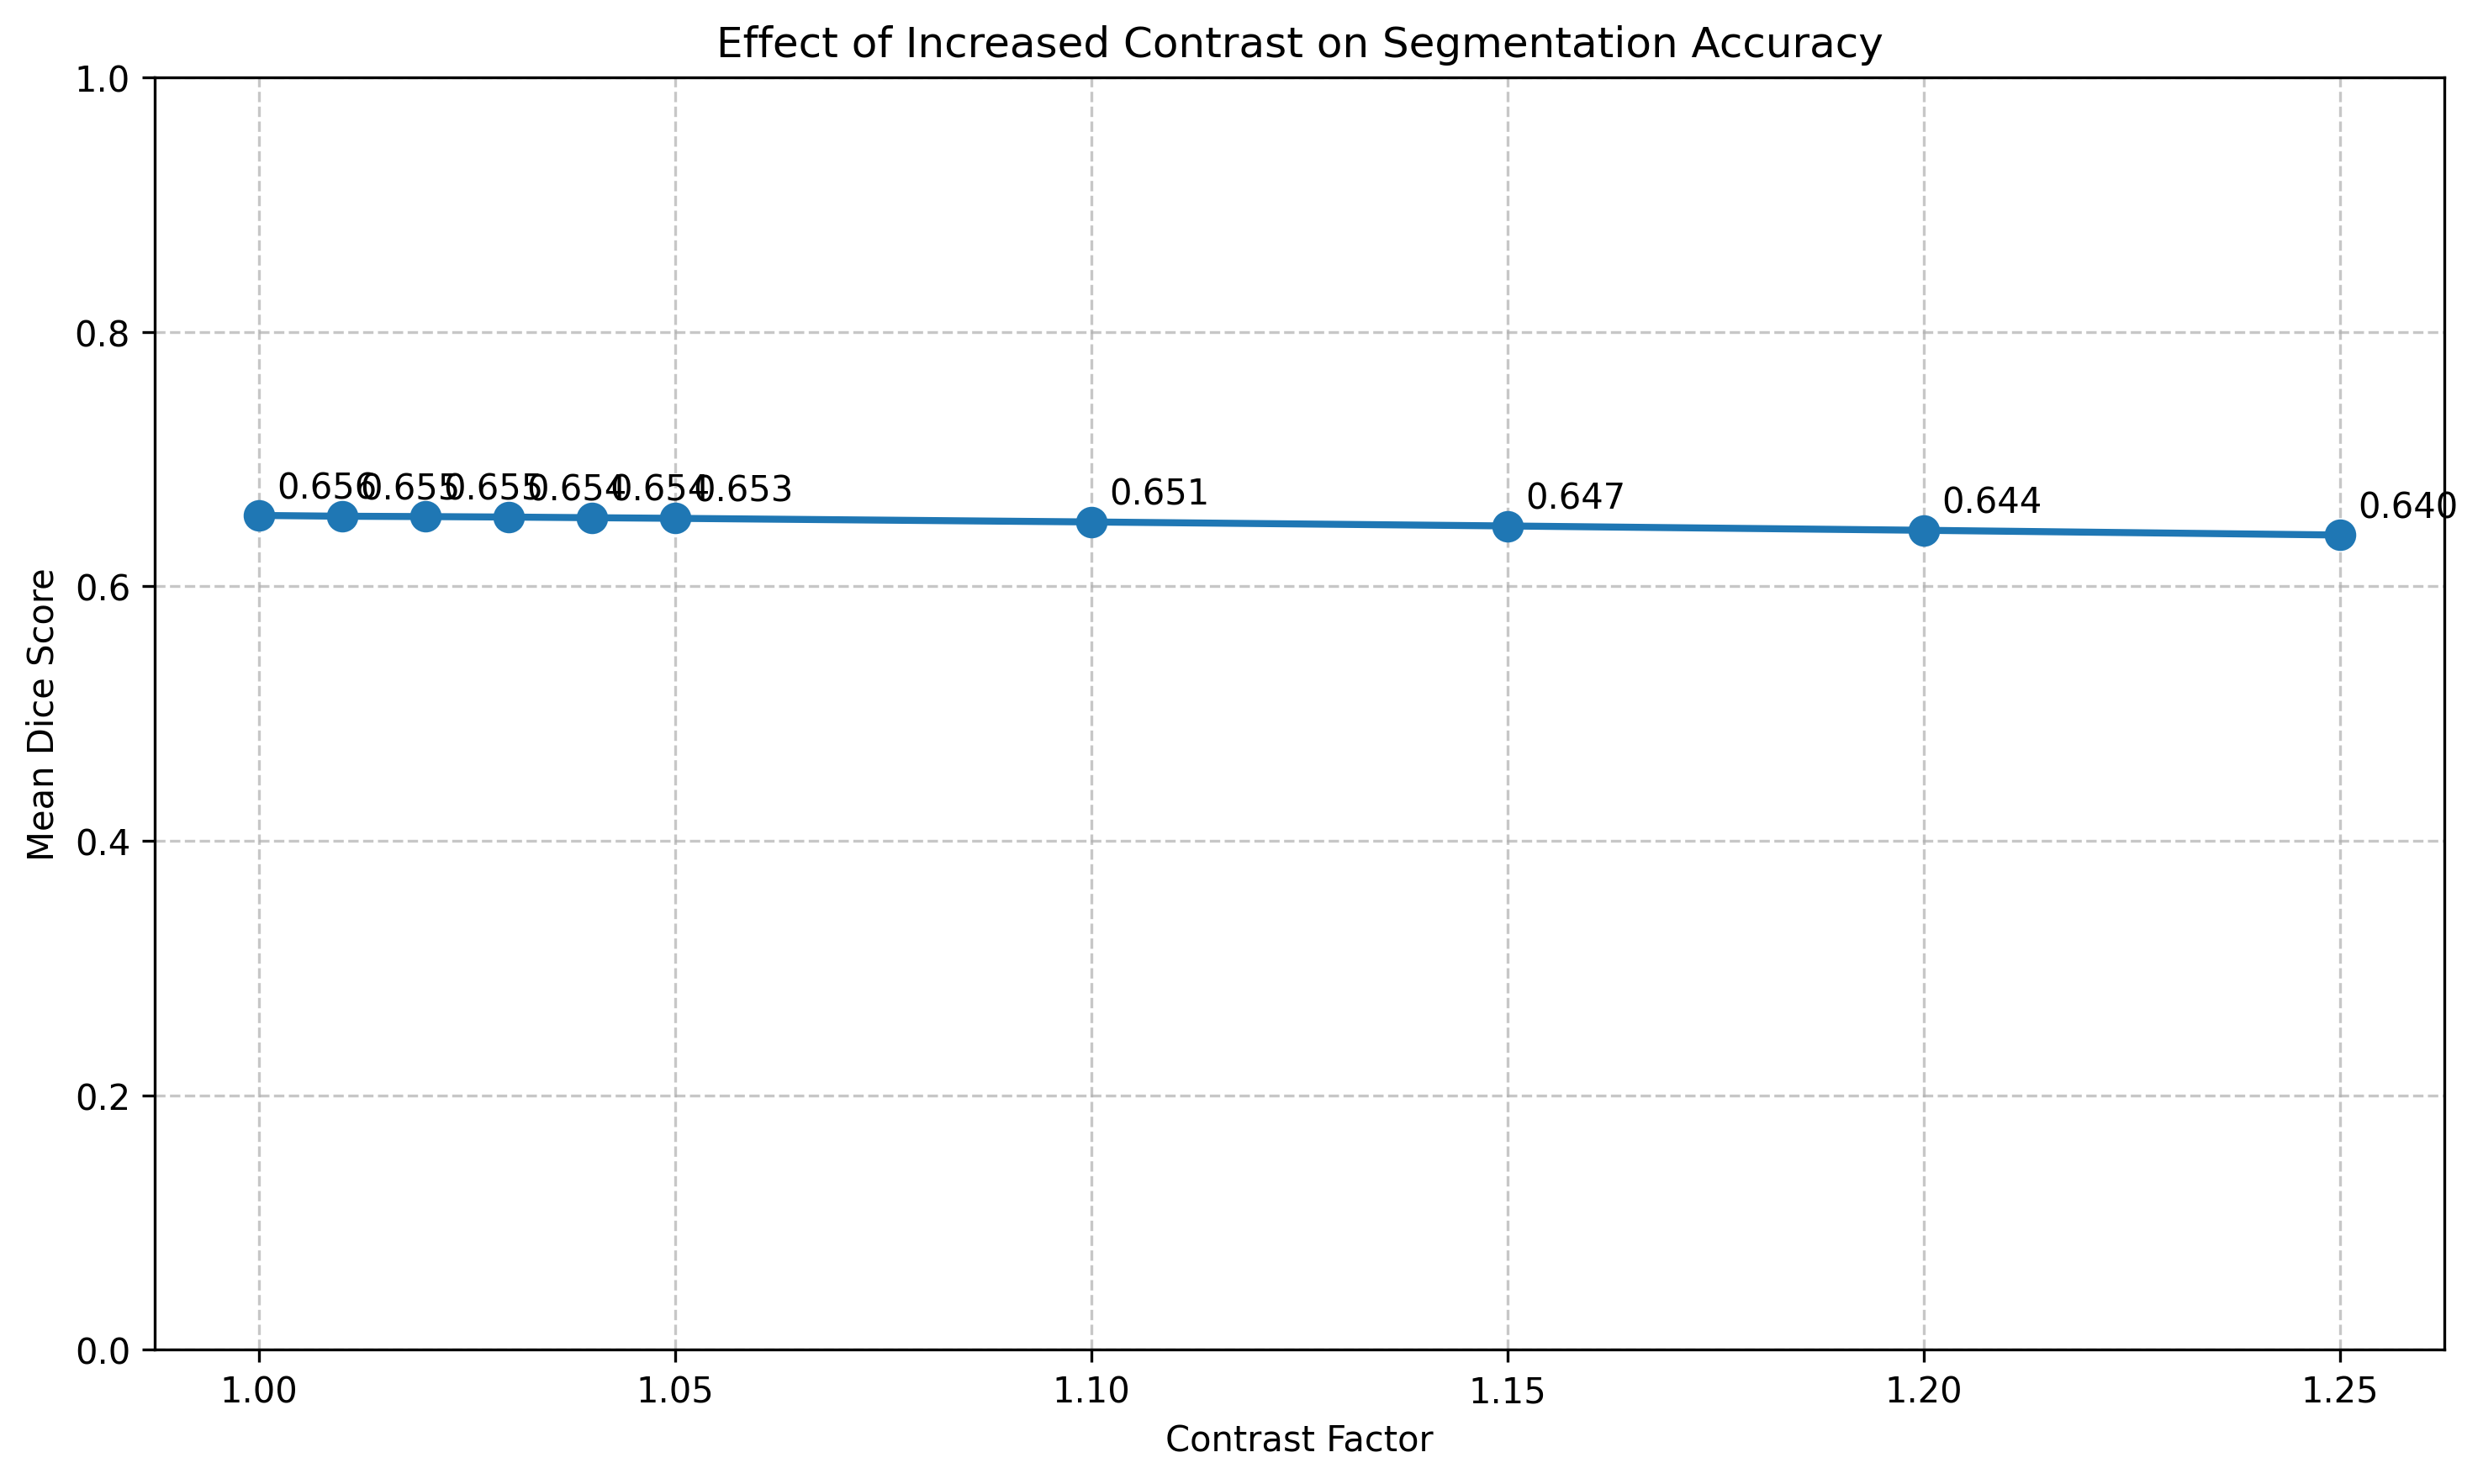 Effect of Increased Contrast on Segmentation Accuracy
1.0
0.8
0.6
0.4
0.2
0.0
Mean Dice Score
0.656 0.655 0.655 0.654 0.654 0.653 0.651 0.647 0.644 0.640
1.00 1.05 1.10 1.15 1.20 1.25
Contrast Factor